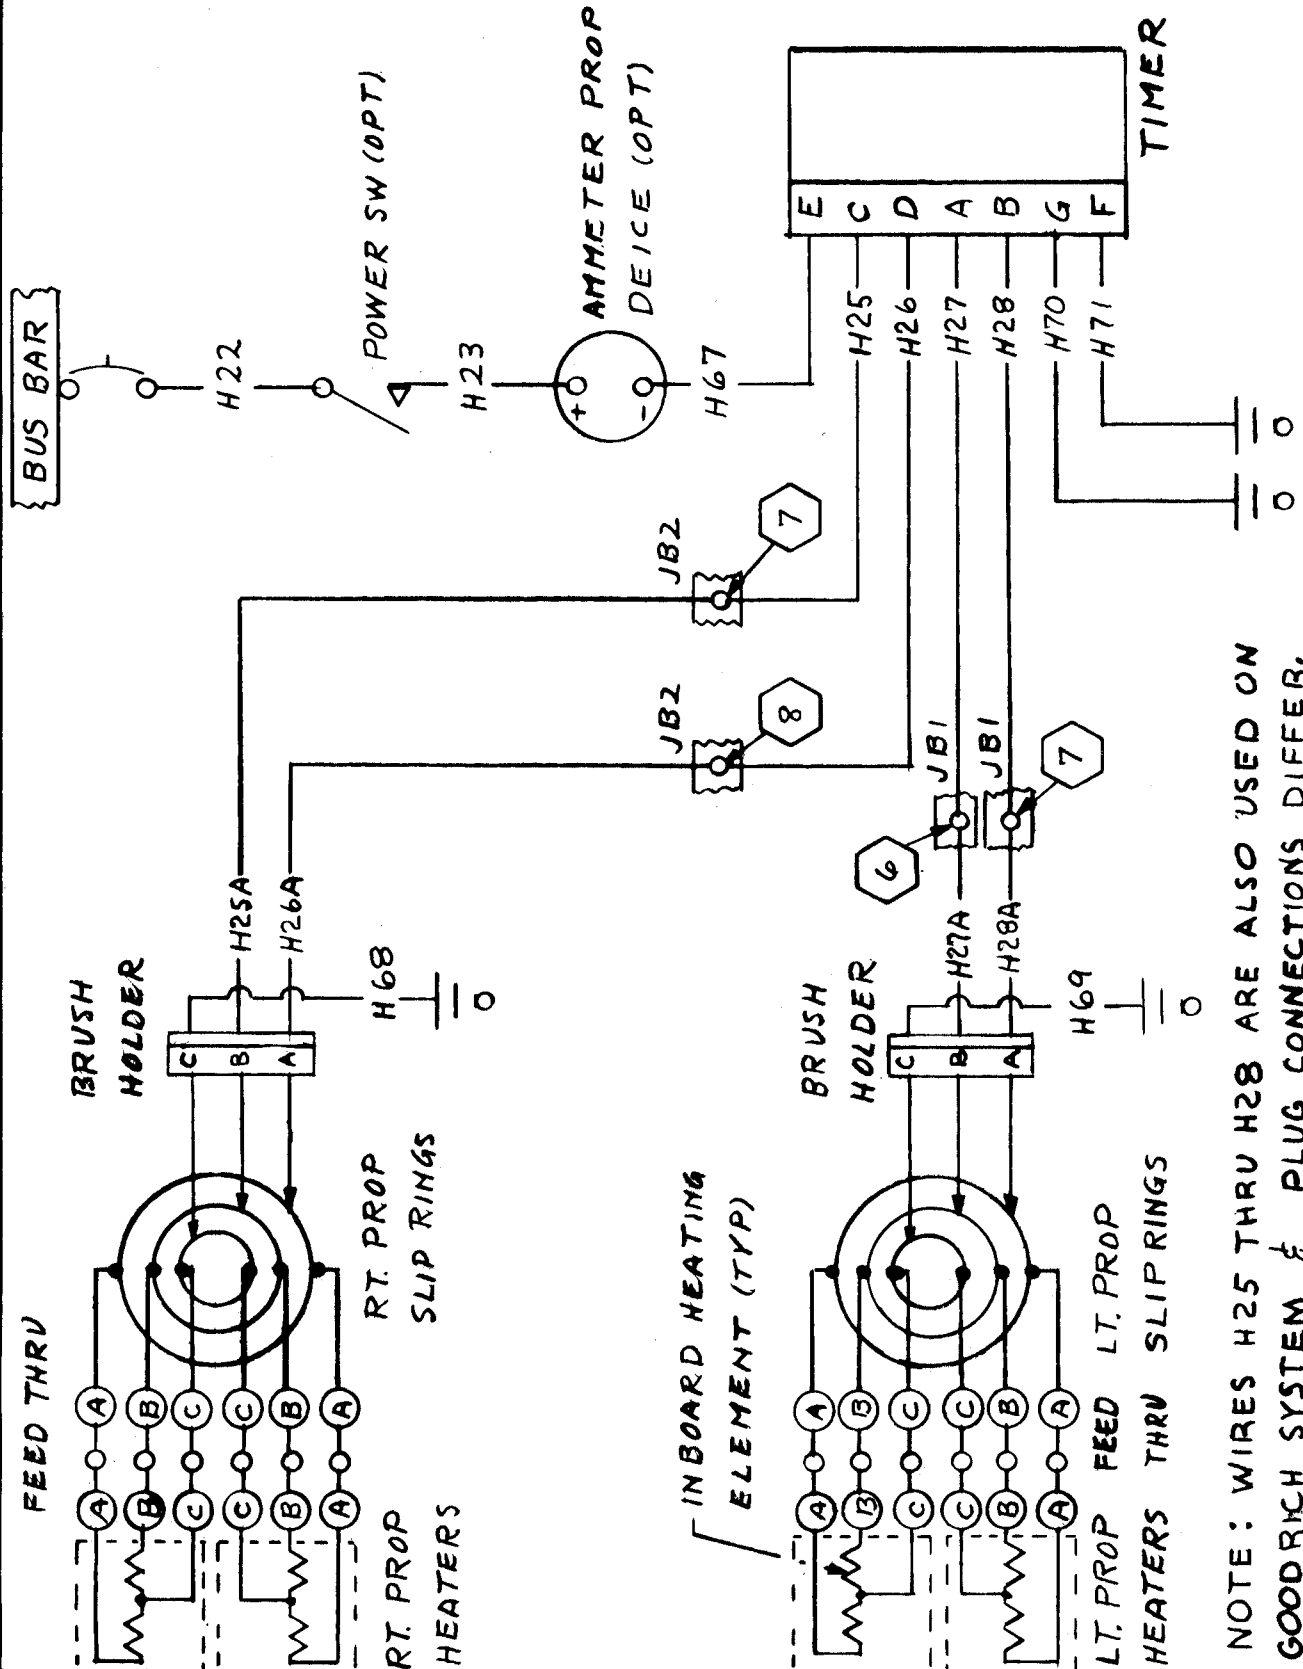 BUS BAR
H22
POWER SW (OPT)
H23
AMMETER PROP
DEICE (OPT)
+
-
H67
TIMER
E
C
D
A
B
G
F
H25
H26
H27
H28
H70
H71
JB2
7
JB2
8
JB1
6
JB1
7
H25A
H26A
H27A
H28A
BRUSH
HOLDER
C
B
A
H68
RT. PROP
SLIP RINGS
FEED THRU
A
B
C
C
B
A
A
B
C
C
B
A
RT. PROP
HEATERS
BRUSH
HOLDER
C
B
A
H69
INBOARD HEATING
ELEMENT (TYP)
LT. PROP
SLIP RINGS
FEED
THRU
A
B
C
C
B
A
A
B
C
C
B
A
LT. PROP
HEATERS
NOTE: WIRES H25 THRU H28 ARE ALSO USED ON
GOODRICH SYSTEM & PLUG CONNECTIONS DIFFER.